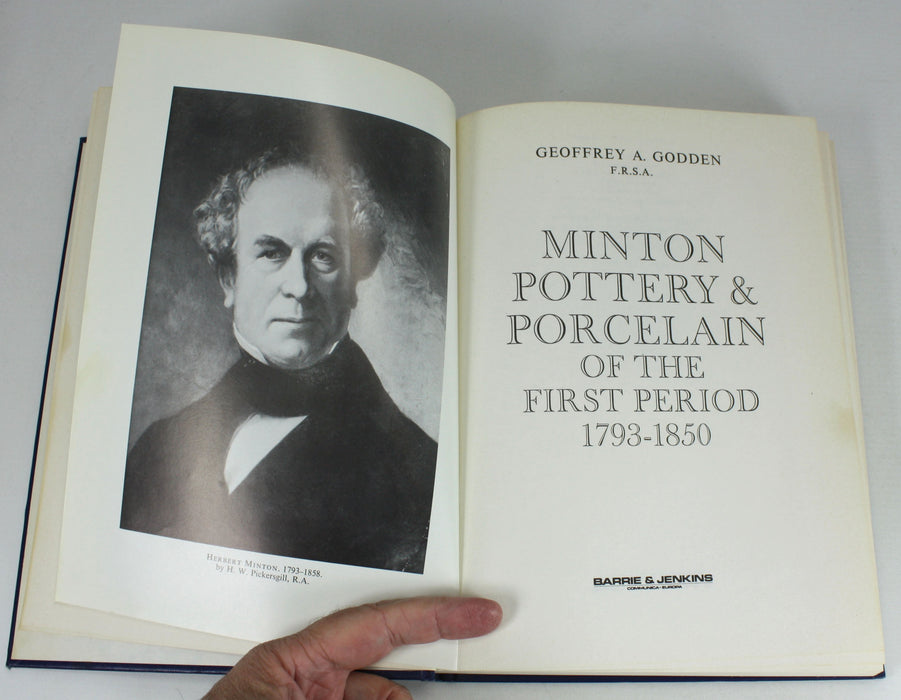 HERBERT MINTON. 1793–1858.
by H. W. Pickersgill, R.A.
GEOFFREY A. GODDEN
F.R.S.A.
MINTON
POTTERY &
PORCELAIN
OF THE
FIRST PERIOD
1793-1850
BARRIE & JENKINS
COMMUNICA - EUROPA